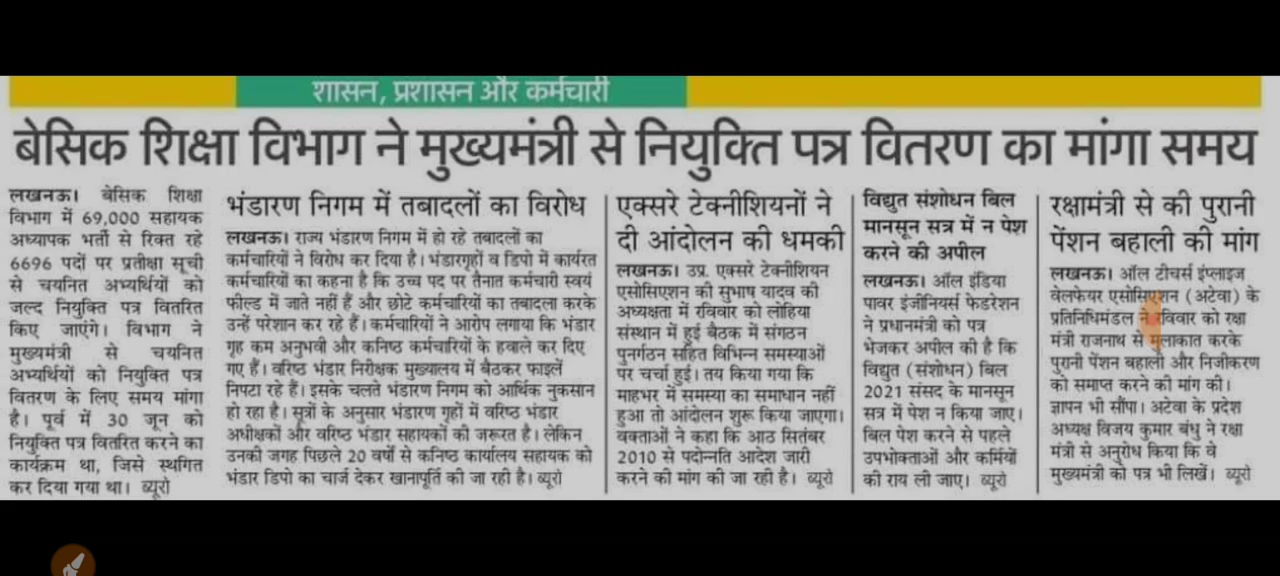 शासन, प्रशासन और कर्मचारी
बेसिक शिक्षा विभाग ने मुख्यमंत्री से नियुक्ति पत्र वितरण का मांगा समय
लखनऊ। बेसिक शिक्षा
विभाग में 69,000 सहायक
अध्यापक भर्ती से रिक्त रहे
6696 पदों पर प्रतीक्षा सूची
से चयनित अभ्यर्थियों को
जल्द नियुक्ति पत्र वितरित
किए जाएंगे। विभाग ने
मुख्यमंत्री से चयनित
अभ्यर्थियों को नियुक्ति पत्र
वितरण के लिए समय मांगा
है। पूर्व में 30 जून को
नियुक्ति पत्र वितरित करने का
कार्यक्रम था, जिसे स्थगित
कर दिया गया था। ब्यूरो
भंडारण निगम में तबादलों का विरोध
लखनऊ। राज्य भंडारण निगम में हो रहे तबादलों का
कर्मचारियों ने विरोध कर दिया है। भंडारगृहों व डिपो में कार्यरत
कर्मचारियों का कहना है कि उच्च पद पर तैनात कर्मचारी स्वयं
फील्ड में जाते नहीं हैं और छोटे कर्मचारियों का तबादला करके
उन्हें परेशान कर रहे हैं। कर्मचारियों ने आरोप लगाया कि भंडार
गृह कम अनुभवी और कनिष्ठ कर्मचारियों के हवाले कर दिए
गए हैं। वरिष्ठ भंडार निरीक्षक मुख्यालय में बैठकर फाइलें
निपटा रहे हैं। इसके चलते भंडारण निगम को आर्थिक नुकसान
हो रहा है। सूत्रों के अनुसार भंडारण गृहों में वरिष्ठ भंडार
अधीक्षकों और वरिष्ठ भंडार सहायकों की जरूरत है। लेकिन
उनकी जगह पिछले 20 वर्षों से कनिष्ठ कार्यालय सहायक को
भंडार डिपो का चार्ज देकर खानापूर्ति की जा रही है। ब्यूरो
एक्सरे टेक्नीशियनों ने
दी आंदोलन की धमकी
लखनऊ। उप्र. एक्सरे टेक्नीशियन
एसोसिएशन की सुभाष यादव की
अध्यक्षता में रविवार को लोहिया
संस्थान में हुई बैठक में संगठन
पुनर्गठन सहित विभिन्न समस्याओं
पर चर्चा हुई। तय किया गया कि
माहभर में समस्या का समाधान नहीं
हुआ तो आंदोलन शुरू किया जाएगा।
वक्ताओं ने कहा कि आठ सितंबर
2010 से पदोन्नति आदेश जारी
करने की मांग की जा रही है। ब्यूरो
विद्युत संशोधन बिल
मानसून सत्र में न पेश
करने की अपील
लखनऊ। ऑल इंडिया
पावर इंजीनियर्स फेडरेशन
ने प्रधानमंत्री को पत्र
भेजकर अपील की है कि
विद्युत (संशोधन) बिल
2021 संसद के मानसून
सत्र में पेश न किया जाए।
बिल पेश करने से पहले
उपभोक्ताओं और कर्मियों
की राय ली जाए। ब्यूरो
रक्षामंत्री से की पुरानी
पेंशन बहाली की मांग
लखनऊ। ऑल टीचर्स इंप्लाइज
वेलफेयर एसोसिएशन (अटेवा) के
प्रतिनिधिमंडल ने रविवार को रक्षा
मंत्री राजनाथ से मुलाकात करके
पुरानी पेंशन बहाली और निजीकरण
को समाप्त करने की मांग की।
ज्ञापन भी सौंपा। अटेवा के प्रदेश
अध्यक्ष विजय कुमार बंधु ने रक्षा
मंत्री से अनुरोध किया कि वे
मुख्यमंत्री को पत्र भी लिखें। ब्यूरो